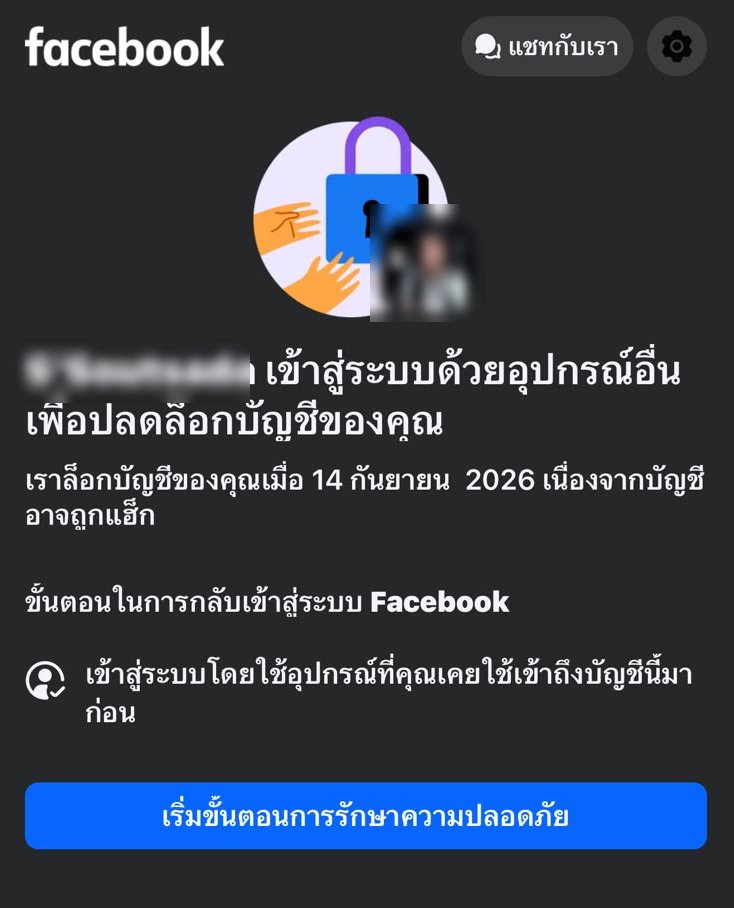 facebook
แชทกับเรา
เข้าสู่ระบบด้วยอุปกรณ์อื่น
เพื่อปลดล็อกบัญชีของคุณ
เราล็อกบัญชีของคุณเมื่อ 14 กันยายน 2026 เนื่องจากบัญชี
อาจถูกแฮ็ก
ขั้นตอนในการกลับเข้าสู่ระบบ Facebook
เข้าสู่ระบบโดยใช้อุปกรณ์ที่คุณเคยใช้เข้าถึงบัญชีนี้มา
ก่อน
เริ่มขั้นตอนการรักษาความปลอดภัย